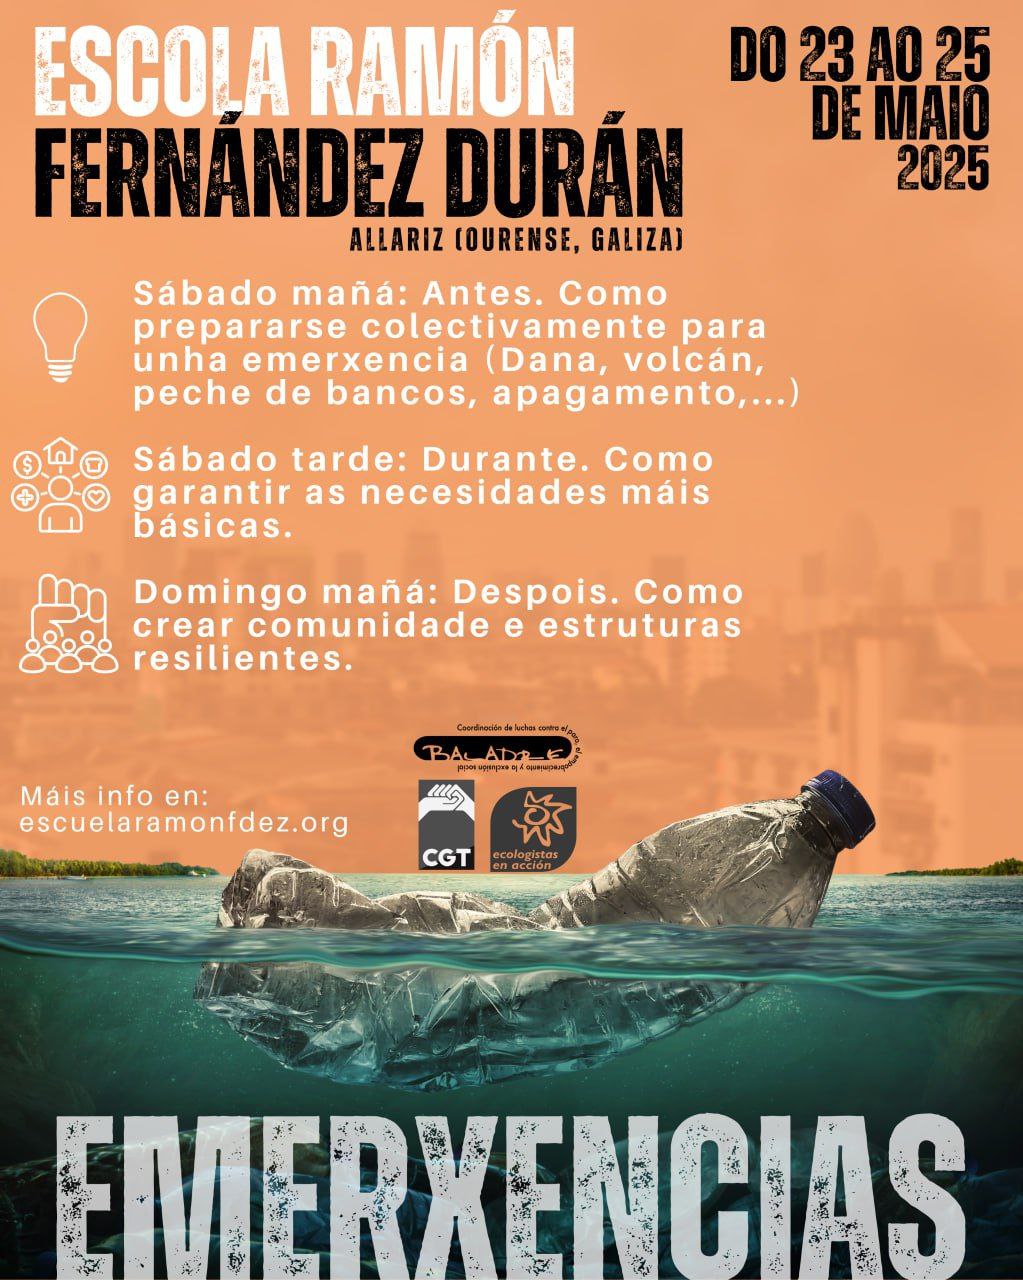 ESCOLA RAMÓN
FERNÁNDEZ DURÁN
ALLARIZ (OURENSE, GALIZA)
DO 23 AO 25
DE MAIO
2025
Sábado mañá: Antes. Como
prepararse colectivamente para
unha emerxencia (Dana, volcán,
peche de bancos, apagamento,...)
$
Sábado tarde: Durante. Como
garantir as necesidades máis
básicas.
Domingo mañá: Despois. Como
crear comunidade e estruturas
resilientes.
Coordinación de luchas contra el paro, el empobrecimiento y la exclusión social
BALADRE
Máis info en:
escuelaramonfdez.org
CGT
ecologistas
en acción
EMERXENCIAS